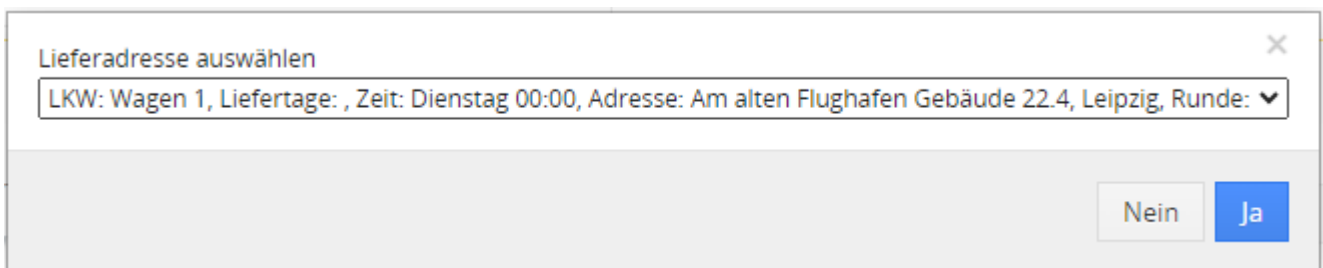 Lieferadresse auswählen
LKW: Wagen 1, Liefertage: , Zeit: Dienstag 00:00, Adresse: Am alten Flughafen Gebäude 22.4, Leipzig, Runde:
Nein Ja